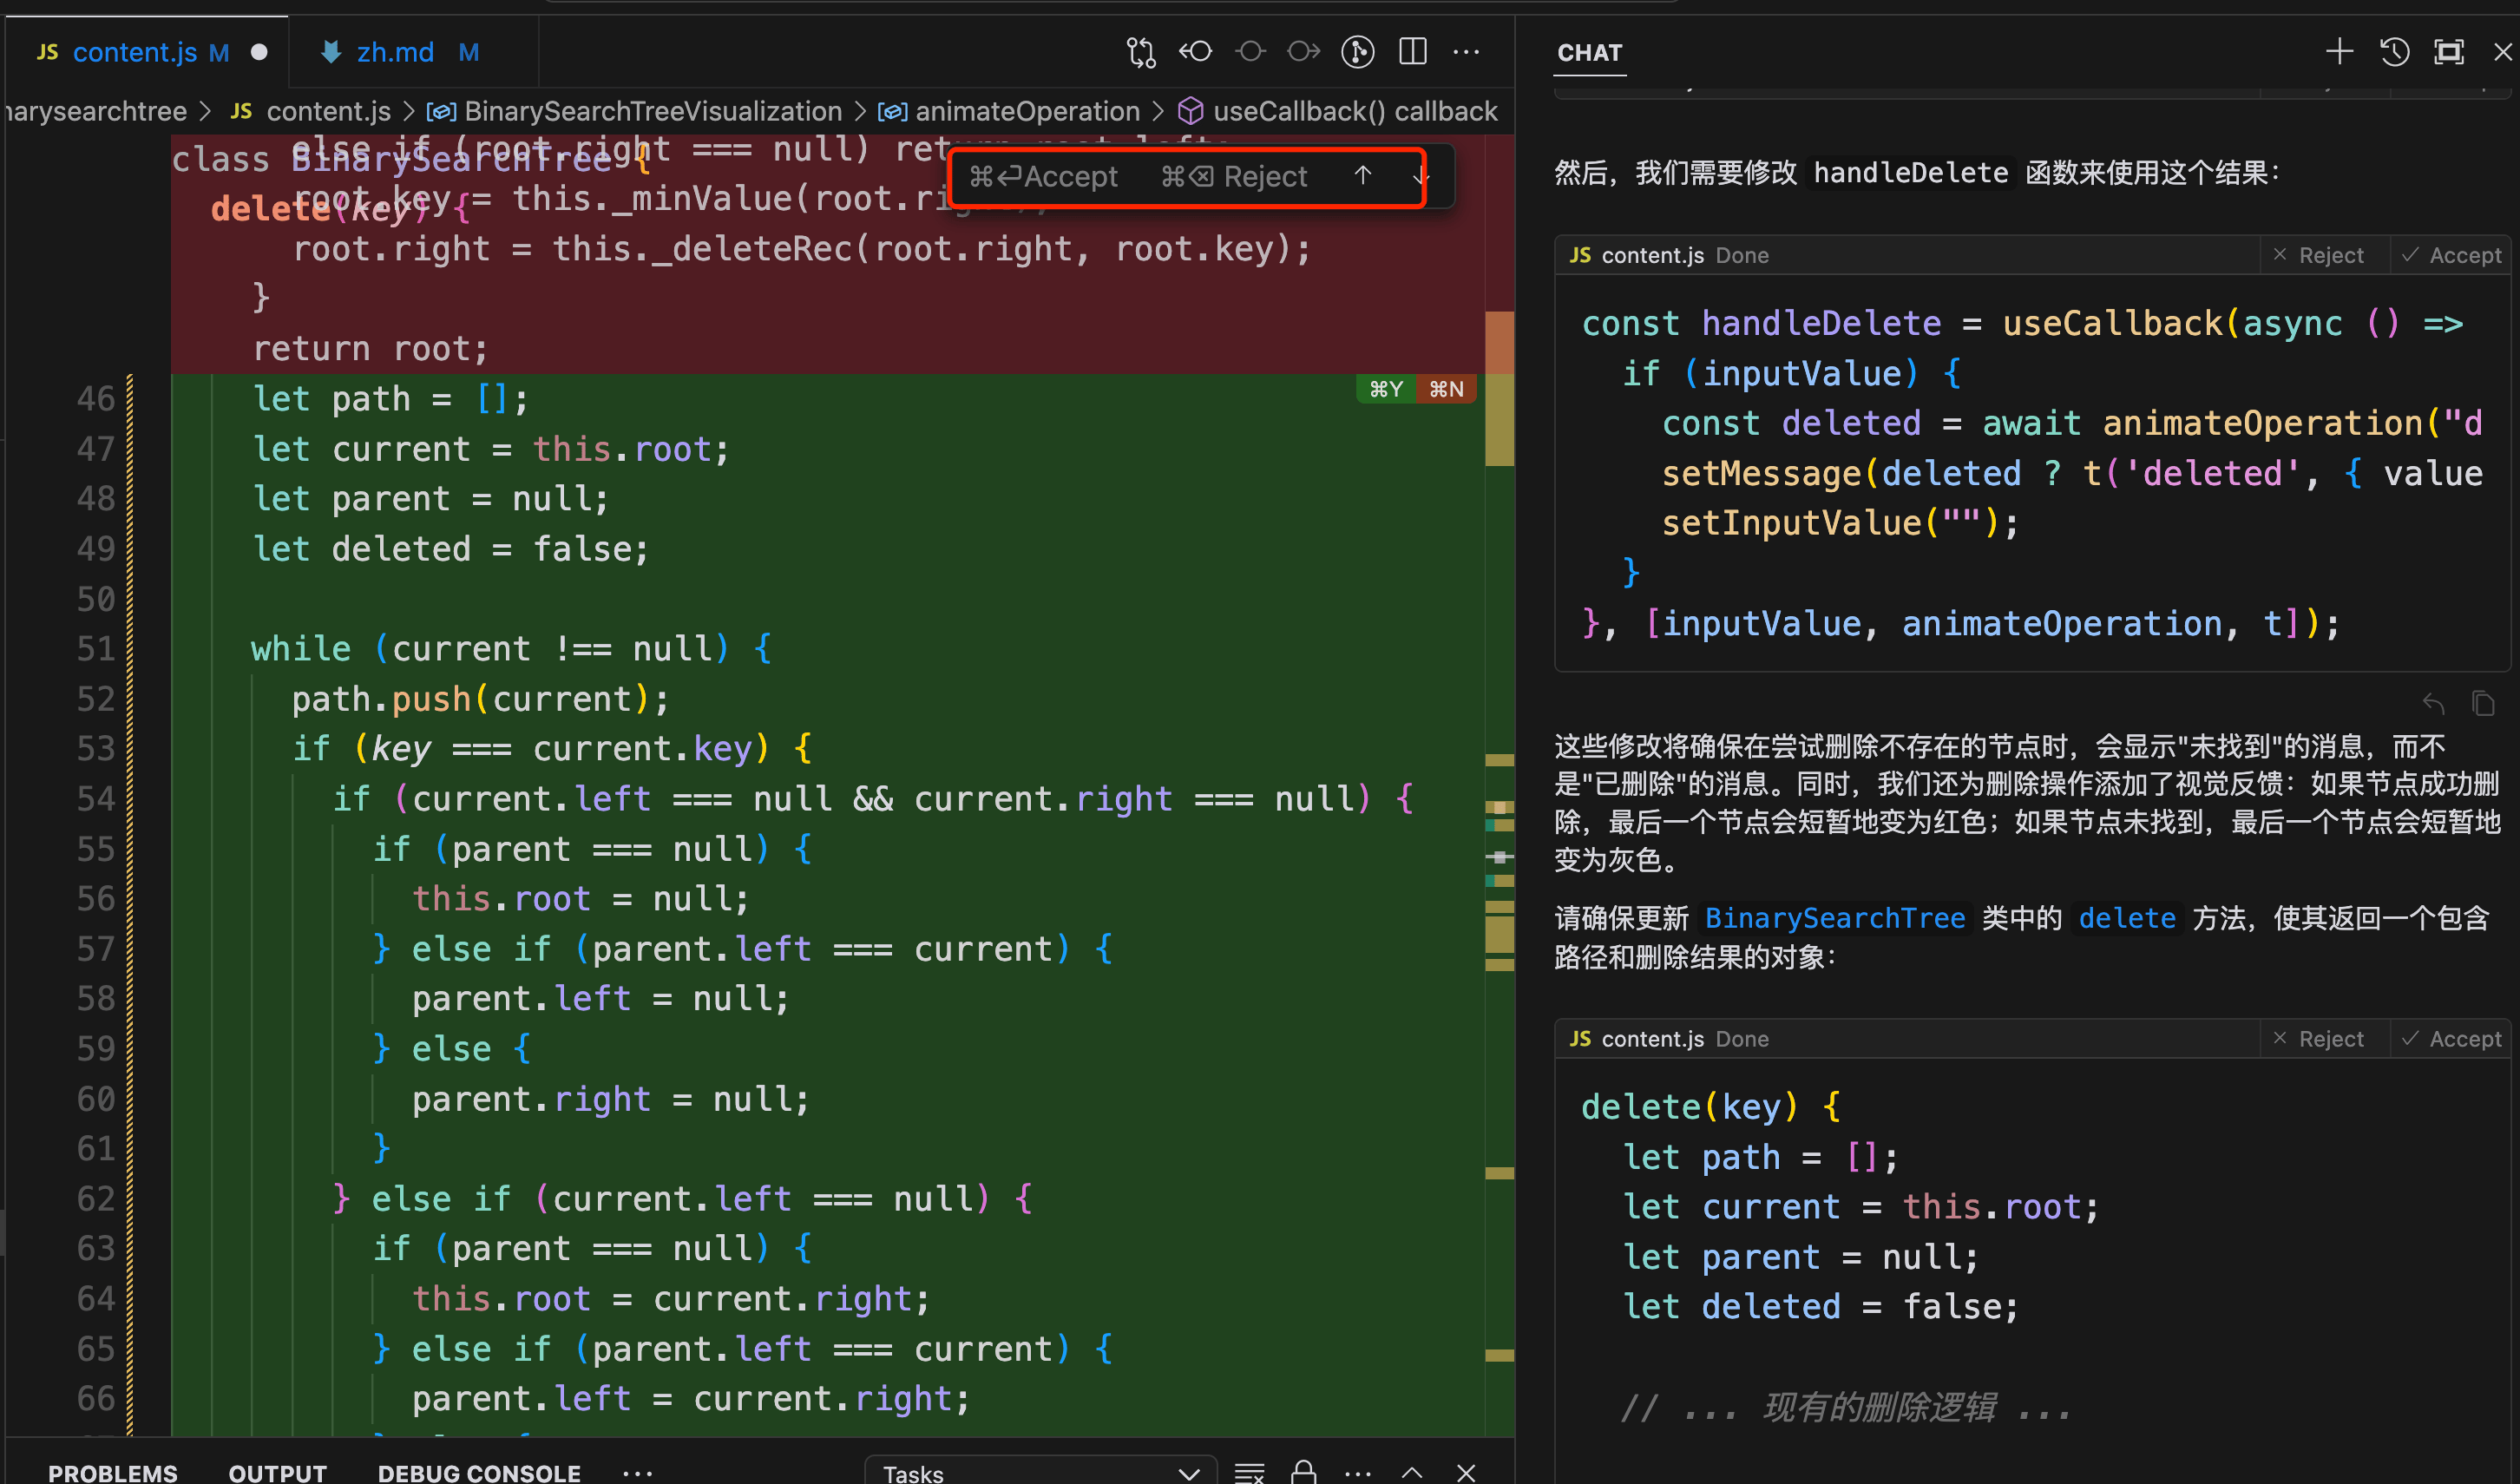 JS content.js M
zh.md M
CHAT
narysearchtree > JS content.js > BinarySearchTreeVisualization > animateOperation > useCallback() callback
else if (root.right === null) return root.left;
class BinarySearchTree {
root.key = this._minValue(root.right);
delete(key) {
⌘⏎Accept ⌘⌫ Reject ↑ ↓
root.right = this._deleteRec(root.right, root.key);
}
return root;
⌘Y ⌘N
46 let path = [];
47 let current = this.root;
48 let parent = null;
49 let deleted = false;
50
51 while (current !== null) {
52 path.push(current);
53 if (key === current.key) {
54 if (current.left === null && current.right === null) {
55 if (parent === null) {
56 this.root = null;
57 } else if (parent.left === current) {
58 parent.left = null;
59 } else {
60 parent.right = null;
61 }
62 } else if (current.left === null) {
63 if (parent === null) {
64 this.root = current.right;
65 } else if (parent.left === current) {
66 parent.left = current.right;
PROBLEMS OUTPUT DEBUG CONSOLE ... Tasks
然后，我们需要修改 handleDelete 函数来使用这个结果：
JS content.js Done × Reject ✓ Accept
const handleDelete = useCallback(async () =>
if (inputValue) {
const deleted = await animateOperation("d
setMessage(deleted ? t('deleted', { value
setInputValue("");
}
}, [inputValue, animateOperation, t]);
这些修改将确保在尝试删除不存在的节点时，会显示"未找到"的消息，而不
是"已删除"的消息。同时，我们还为删除操作添加了视觉反馈：如果节点成功删
除，最后一个节点会短暂地变为红色；如果节点未找到，最后一个节点会短暂地
变为灰色。
请确保更新 BinarySearchTree 类中的 delete 方法，使其返回一个包含
路径和删除结果的对象：
JS content.js Done × Reject ✓ Accept
delete(key) {
let path = [];
let current = this.root;
let parent = null;
let deleted = false;
// ... 现有的删除逻辑 ...